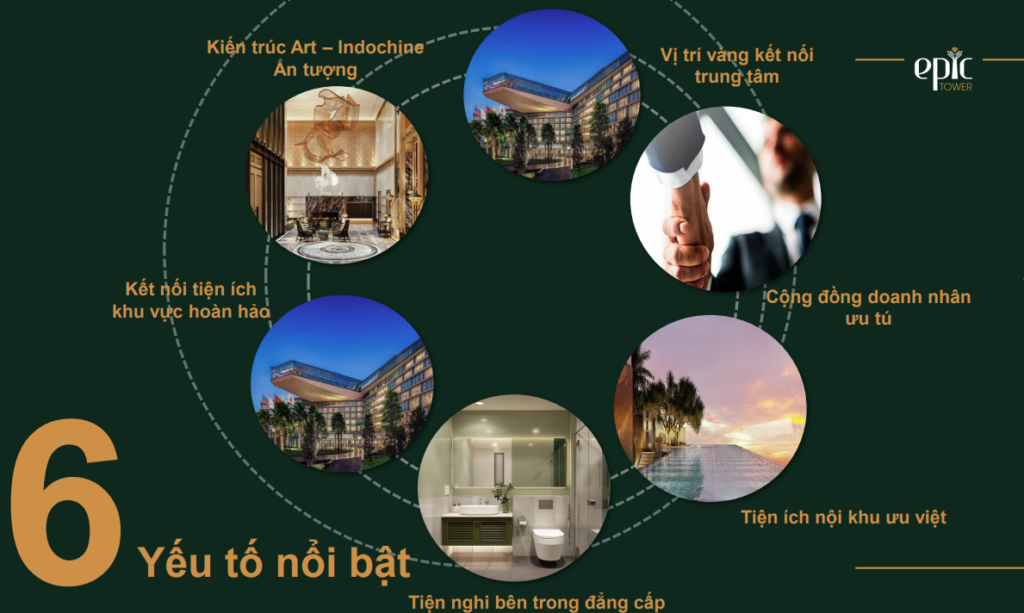 Kiến trúc Art – Indochine
Ấn tượng
Vị trí vàng kết nối
trung tâm
epic
TOWER
Kết nối tiện ích
khu vực hoàn hảo
Cộng đồng doanh nhân
ưu tú
Tiện ích nội khu ưu việt
6
Yếu tố nổi bật
Tiện nghi bên trong đẳng cấp